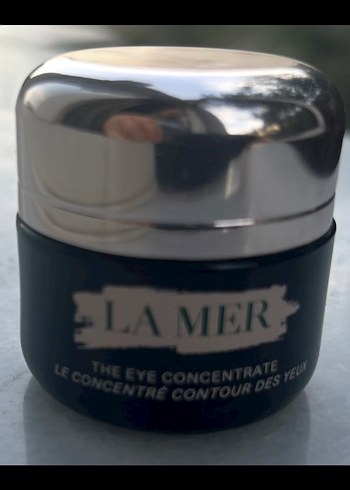 LA MER
THE EYE CONCENTRATE
LE CONCENTRÉ CONTOUR DES YEUX